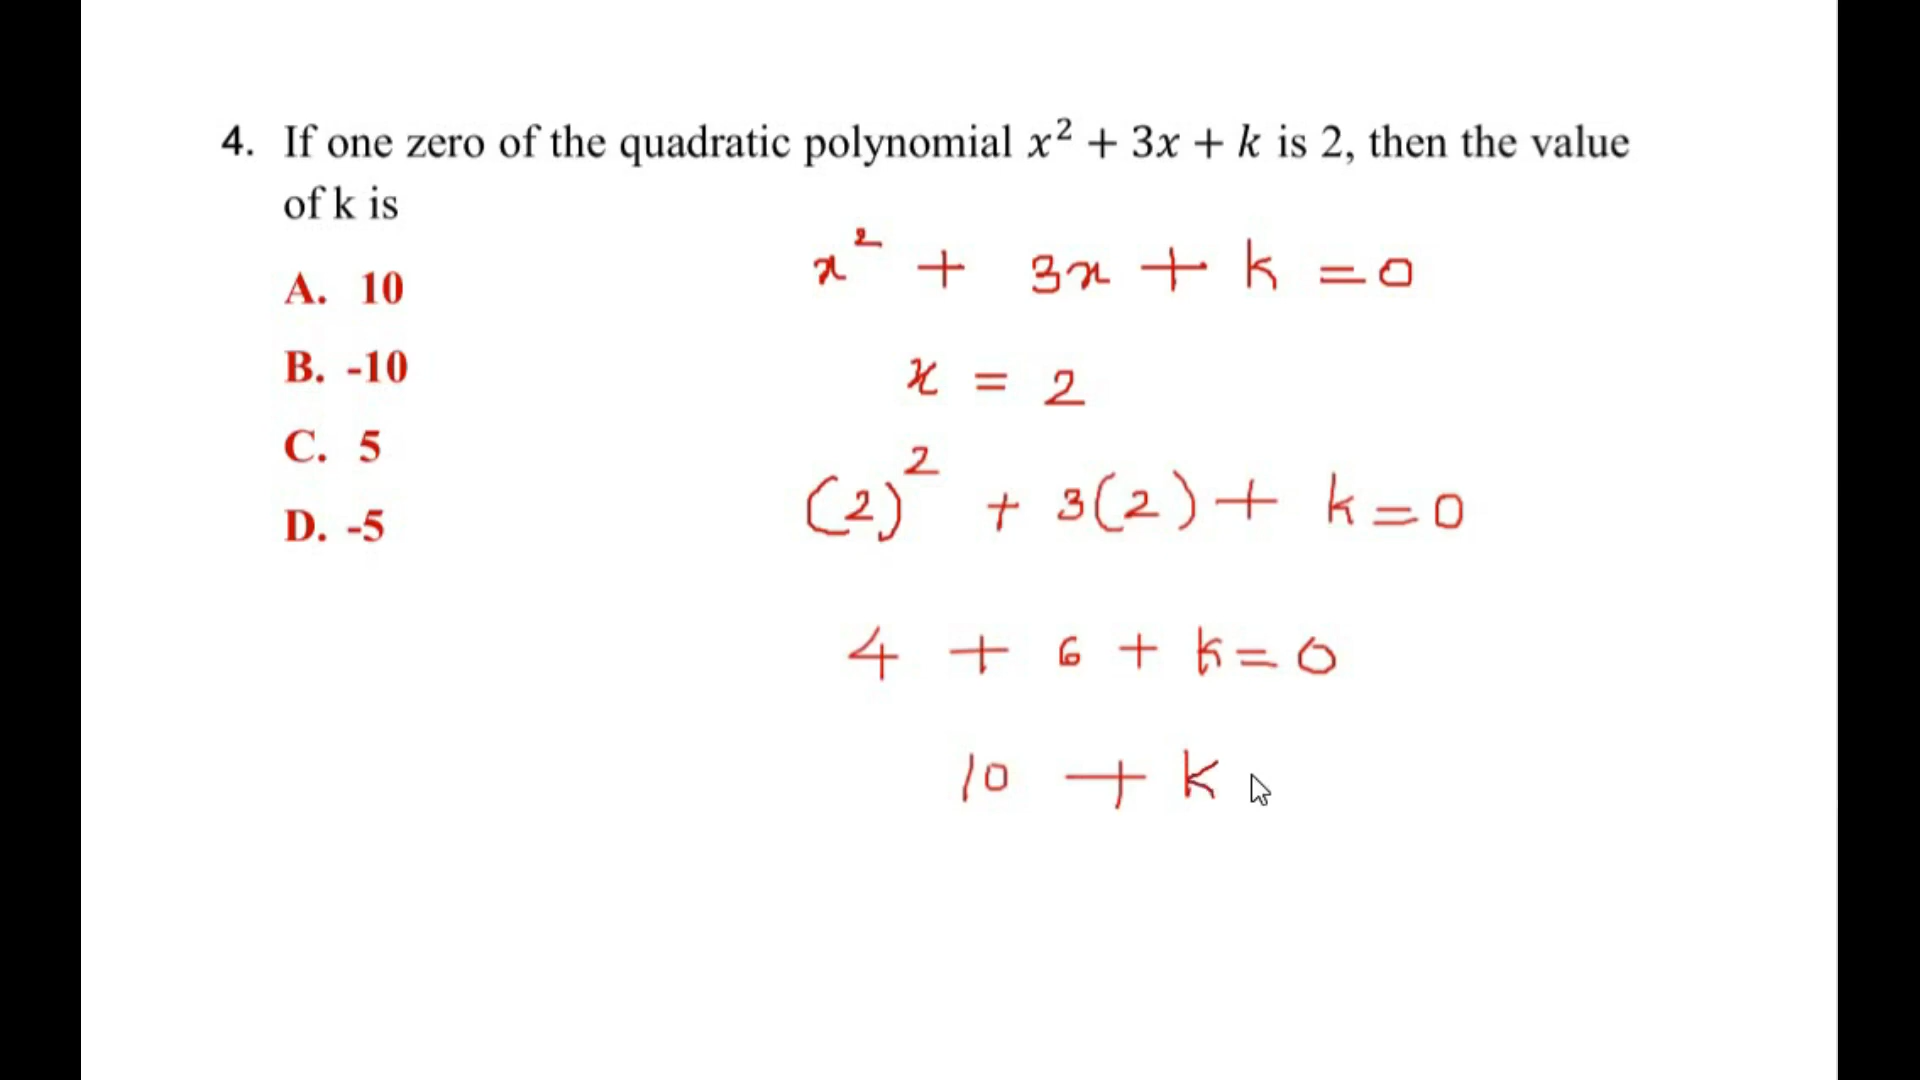 4. If one zero of the quadratic polynomial x² + 3x + k is 2, then the value
of k is
A. 10
B. -10
C. 5
D. -5
x² + 3x + k = 0
x = 2
(2)² + 3(2) + k = 0
4 + 6 + k = 0
10 + k